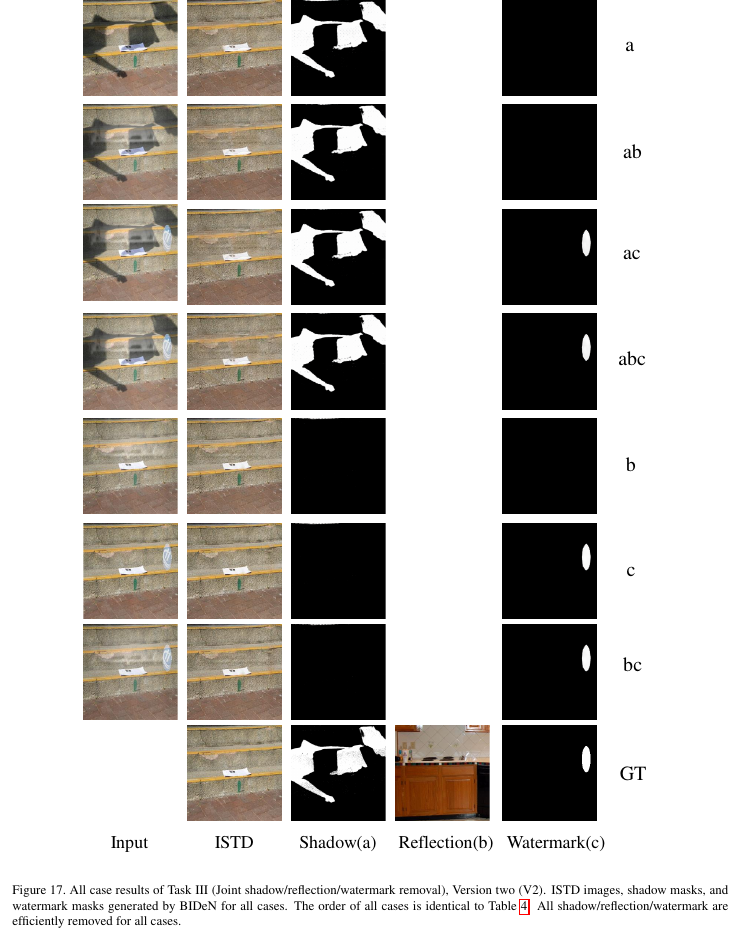 a
ab
ac
abc
b
c
bc
GT
Input
ISTD
Shadow(a)
Reflection(b)
Watermark(c)
Figure 17. All case results of Task III (Joint shadow/reflection/watermark removal), Version two (V2). ISTD images, shadow masks, and
watermark masks generated by BIDeN for all cases. The order of all cases is identical to Table 4. All shadow/reflection/watermark are
efficiently removed for all cases.